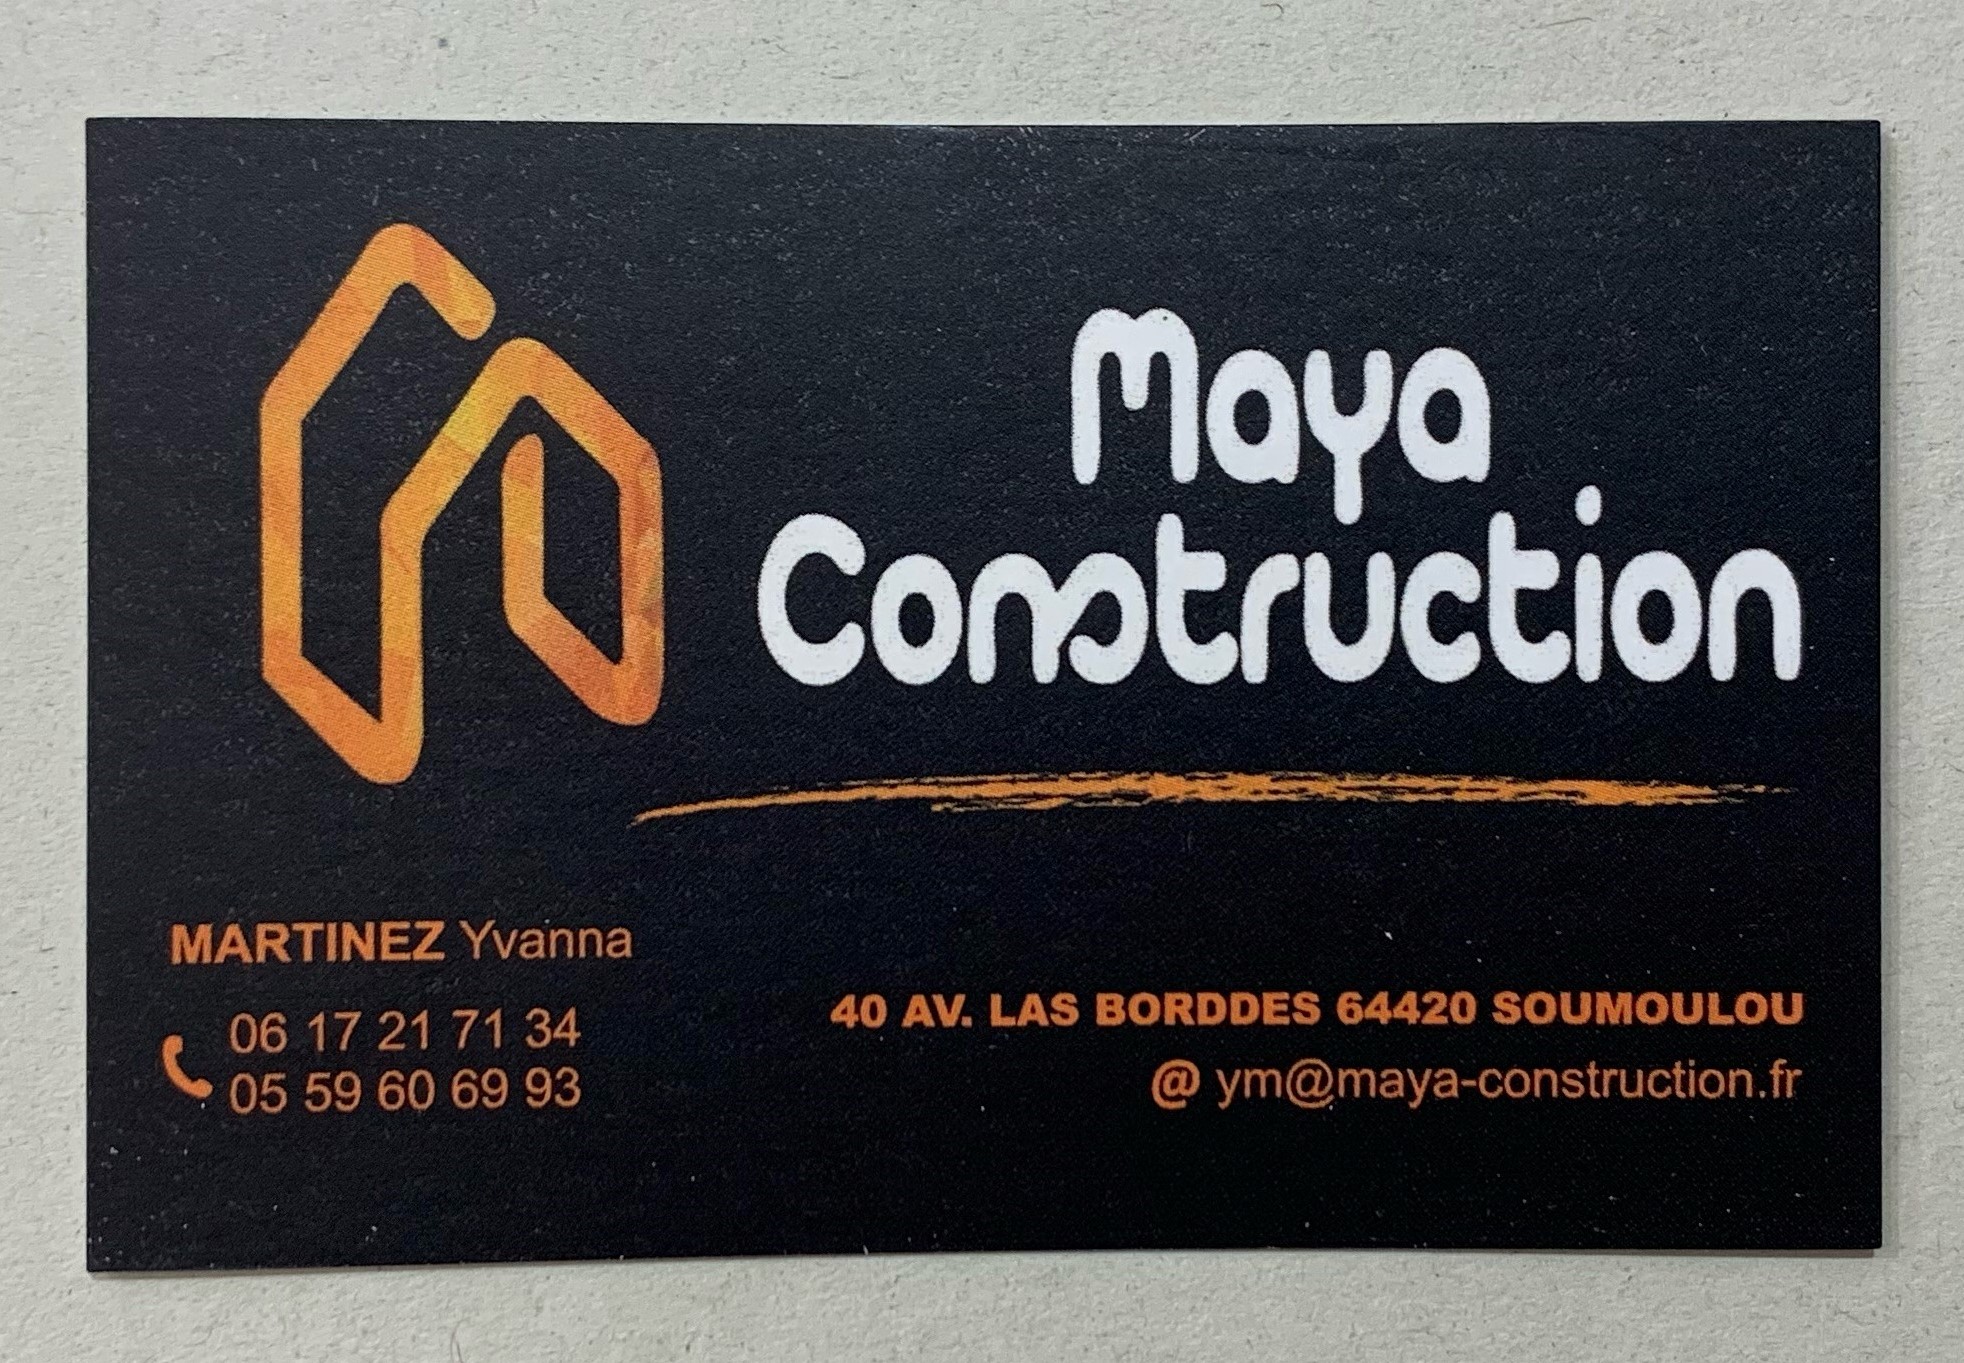 Maya
Construction
MARTINEZ Yvanna
06 17 21 71 34
05 59 60 69 93
40 AV. LAS BORDDES 64420 SOUMOULOU
@ ym@maya-construction.fr